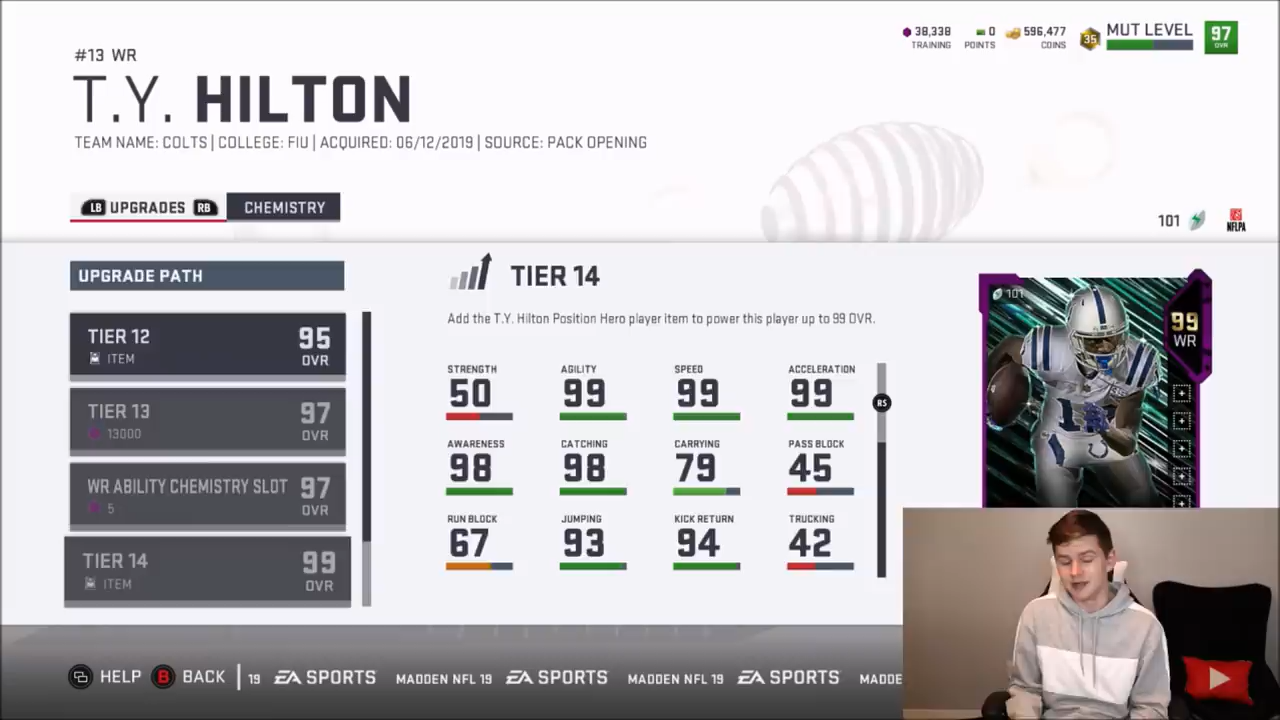 #13 WR
T.Y. HILTON
TEAM NAME: COLTS | COLLEGE: FIU | ACQUIRED: 06/12/2019 | SOURCE: PACK OPENING
38,338 TRAINING
0 POINTS
596,477 COINS
35
MUT LEVEL
97 OVR
LB UPGRADES RB
CHEMISTRY
101
NFLPA
UPGRADE PATH
TIER 12
ITEM
95 OVR
TIER 13
13000
97 OVR
WR ABILITY CHEMISTRY SLOT
5
97 OVR
TIER 14
ITEM
99 OVR
TIER 14
Add the T.Y. Hilton Position Hero player item to power this player up to 99 OVR.
STRENGTH AGILITY SPEED ACCELERATION
50 99 99 99
RS
AWARENESS CATCHING CARRYING PASS BLOCK
98 98 79 45
RUN BLOCK JUMPING KICK RETURN TRUCKING
67 93 94 42
101
99
WR
HELP B BACK 19 EA SPORTS MADDEN NFL 19 EA SPORTS MADDEN NFL 19 EA SPORTS MADDE